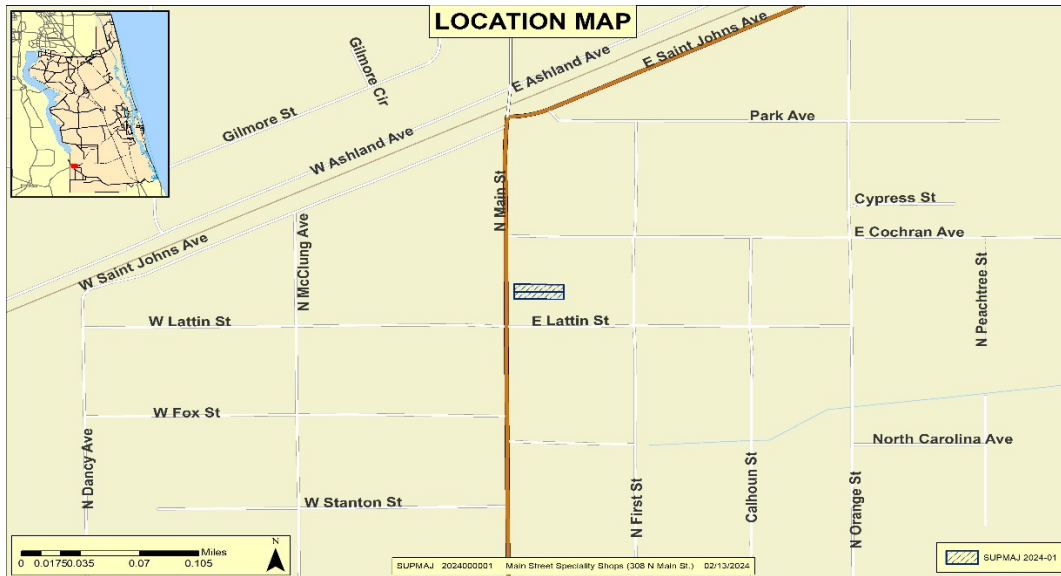 LOCATION MAP
Gilmore Cir
E Ashland Ave
E Saint Johns Ave
Gilmore St
Park Ave
W Ashland Ave
N Main St
Cypress St
E Cochran Ave
W Saint Johns Ave
N McClung Ave
N Peachtree St
W Lattin St
E Lattin St
W Fox St
North Carolina Ave
N Dancy Ave
W Stanton St
N First St
Calhoun St
N Orange St
Miles
0 0.0175 0.035 0.07 0.105
N
SUPMAJ 2024000001 Main Street Speciality Shops (308 N Main St.) 02/13/2024
SUPMAJ 2024-01